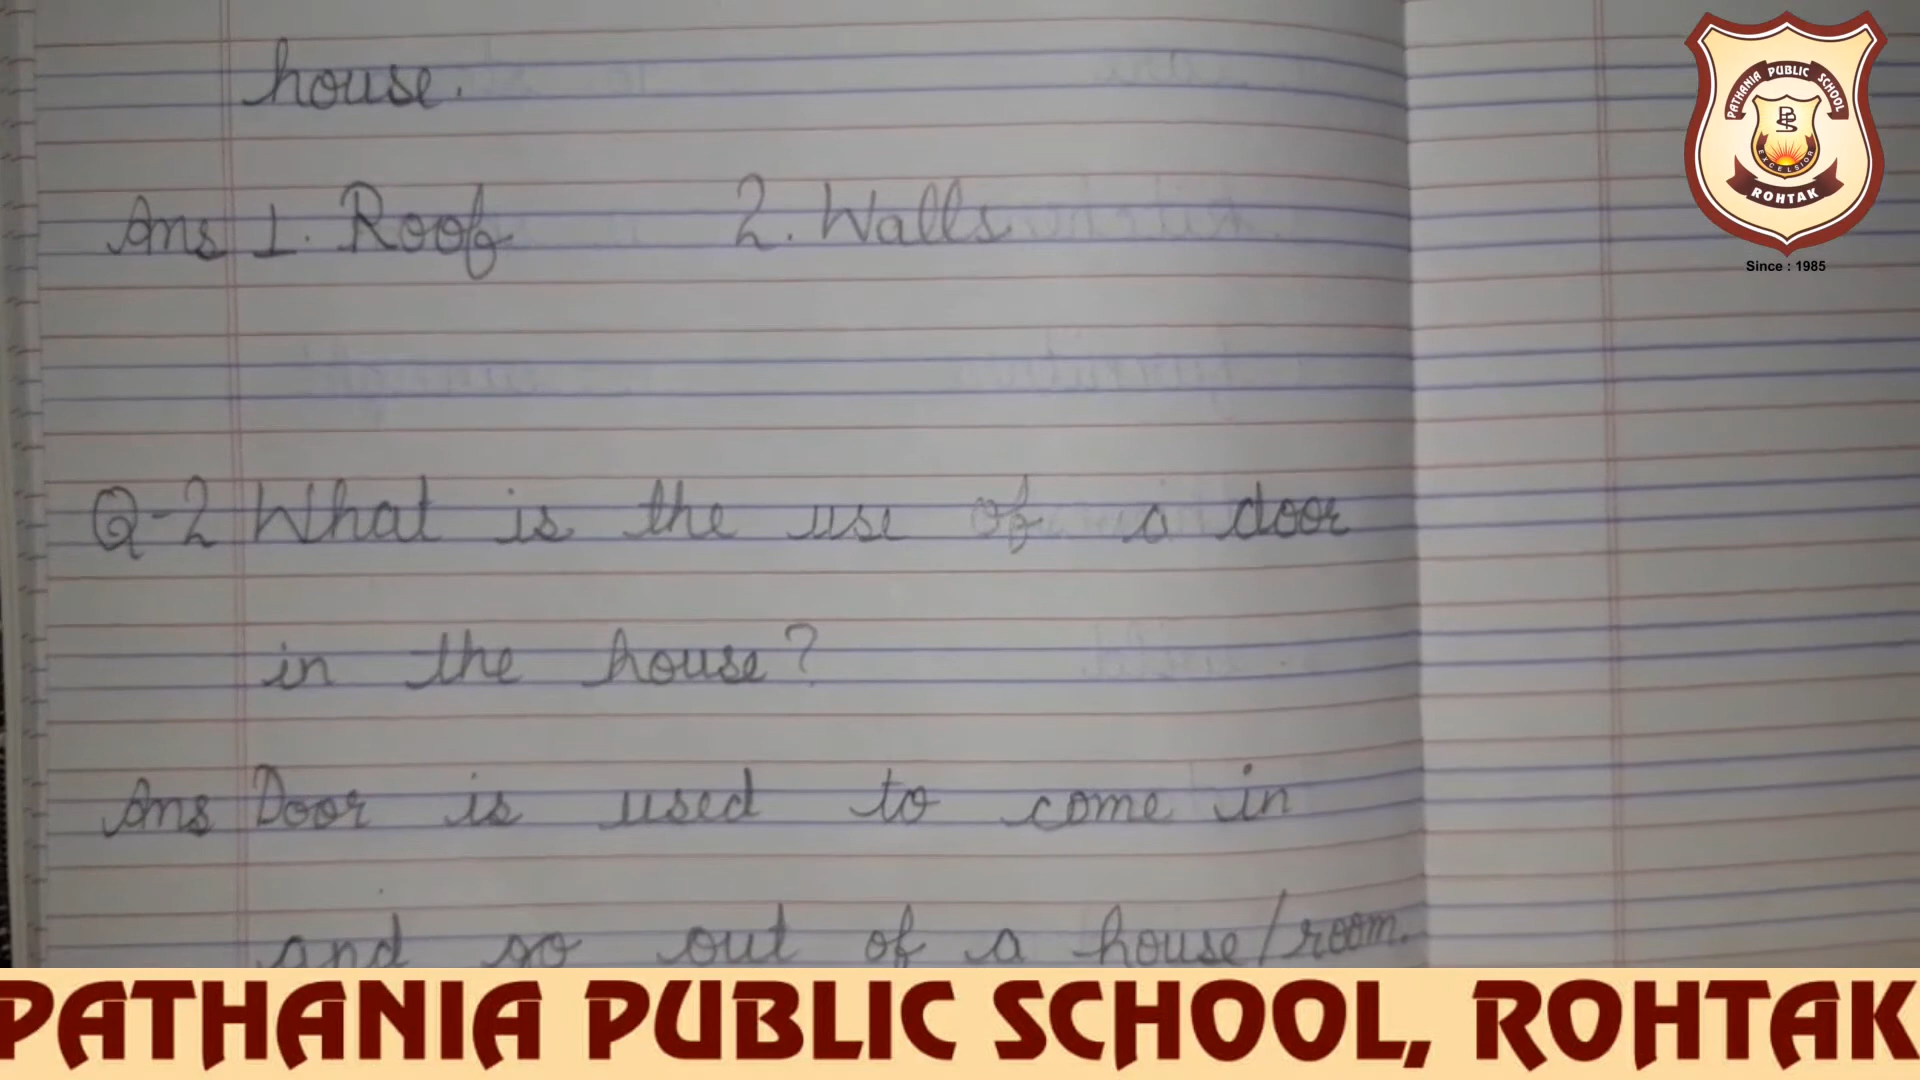 house.
Ans 1. Roof 2. Walls
Q-2 What is the use of a door
in the house?
Ans Door is used to come in
and go out of a house/room.
PATHANIA PUBLIC SCHOOL
PS
EXCELSIOR
ROHTAK
Since : 1985
PATHANIA PUBLIC SCHOOL, ROHTAK